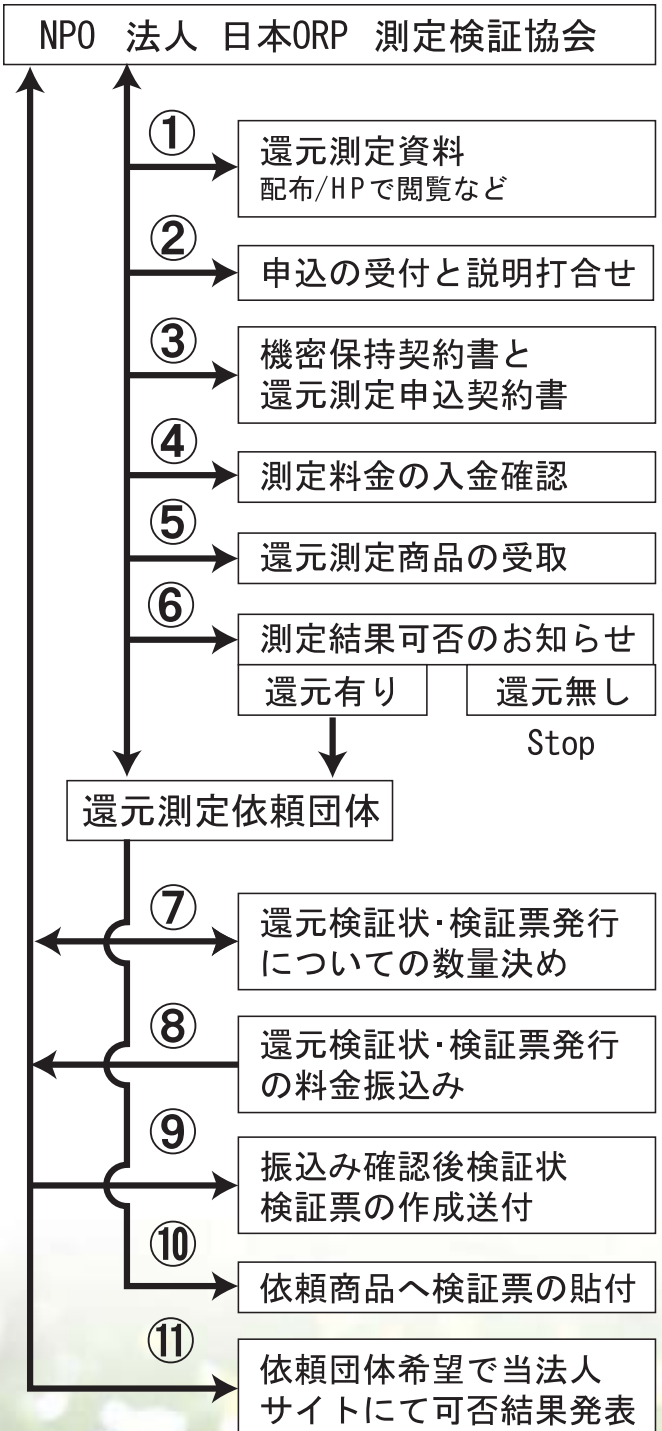 NPO 法人 日本ORP 測定検証協会
①
還元測定資料
配布/HPで閲覧など
②
申込の受付と説明打合せ
③
機密保持契約書と
還元測定申込契約書
④
測定料金の入金確認
⑤
還元測定商品の受取
⑥
測定結果可否のお知らせ
還元有り 還元無し
Stop
還元測定依頼団体
⑦
還元検証状･検証票発行
についての数量決め
⑧
還元検証状･検証票発行
の料金振込み
⑨
振込み確認後検証状
検証票の作成送付
⑩
依頼商品へ検証票の貼付
⑪
依頼団体希望で当法人
サイトにて可否結果発表